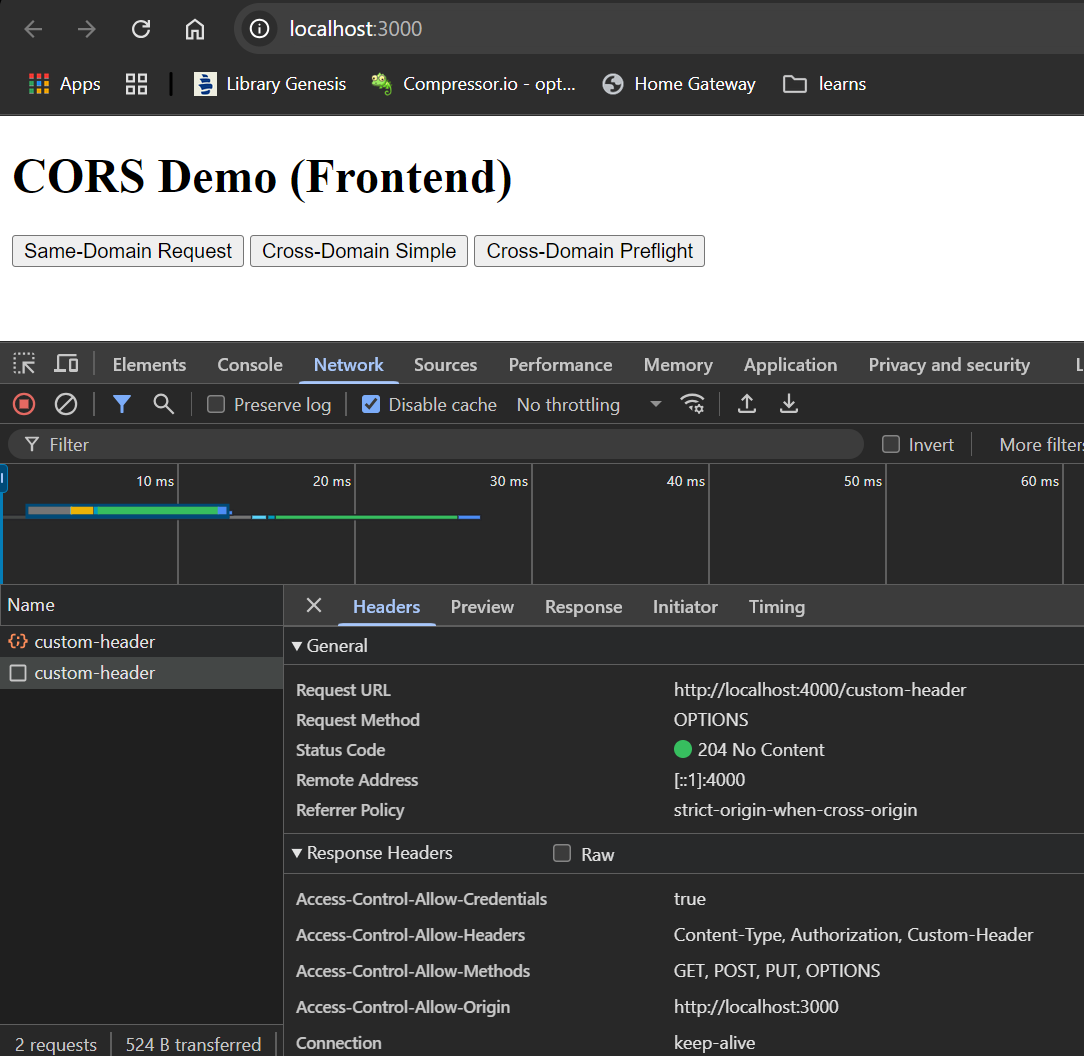 localhost:3000
Apps Library Genesis Compressor.io - opt... Home Gateway learns
CORS Demo (Frontend)
Same-Domain Request Cross-Domain Simple Cross-Domain Preflight
Elements Console Network Sources Performance Memory Application Privacy and security L
Preserve log Disable cache No throttling
Filter Invert More filter
10 ms 20 ms 30 ms 40 ms 50 ms 60 ms
Name Headers Preview Response Initiator Timing
custom-header
custom-header
General
Request URL http://localhost:4000/custom-header
Request Method OPTIONS
Status Code 204 No Content
Remote Address [::1]:4000
Referrer Policy strict-origin-when-cross-origin
Response Headers Raw
Access-Control-Allow-Credentials true
Access-Control-Allow-Headers Content-Type, Authorization, Custom-Header
Access-Control-Allow-Methods GET, POST, PUT, OPTIONS
Access-Control-Allow-Origin http://localhost:3000
Connection keep-alive
2 requests 524 B transferred